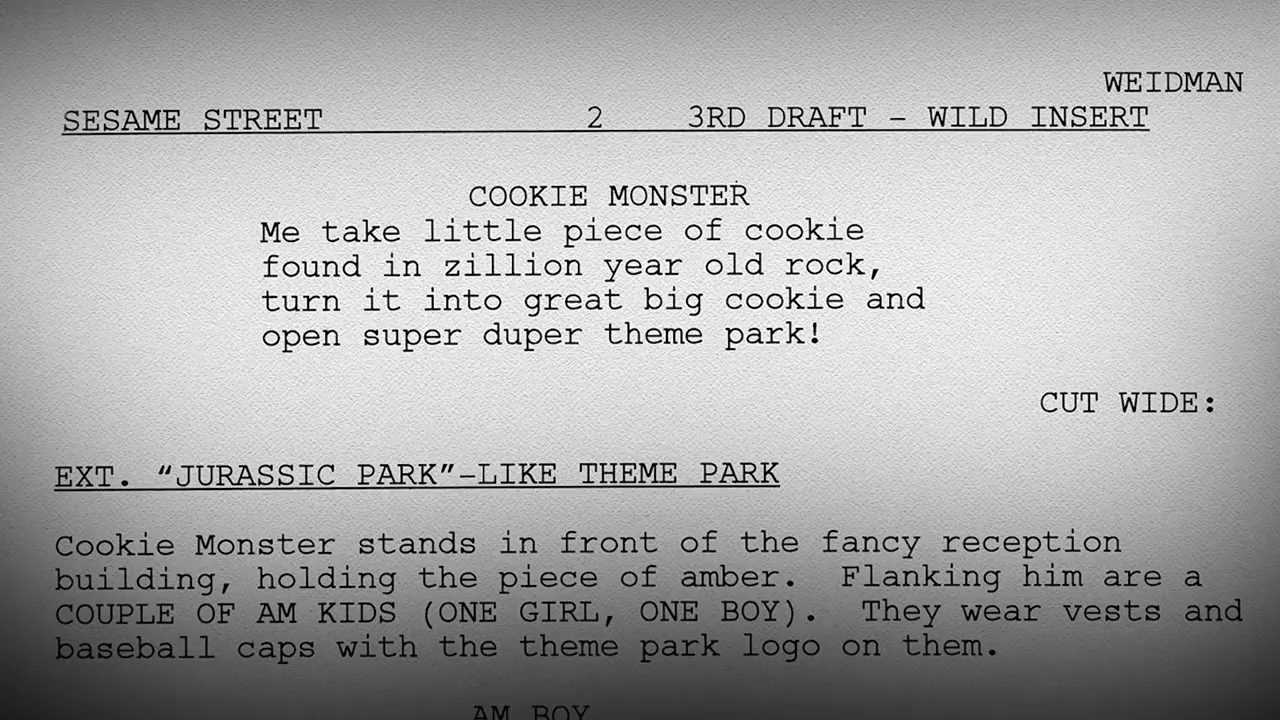 WEIDMAN
SESAME STREET 2 3RD DRAFT - WILD INSERT
COOKIE MONSTER
Me take little piece of cookie
found in zillion year old rock,
turn it into great big cookie and
open super duper theme park!
CUT WIDE:
EXT. “JURASSIC PARK”-LIKE THEME PARK
Cookie Monster stands in front of the fancy reception
building, holding the piece of amber.  Flanking him are a
COUPLE OF AM KIDS (ONE GIRL, ONE BOY).  They wear vests and
baseball caps with the theme park logo on them.
AM BOY